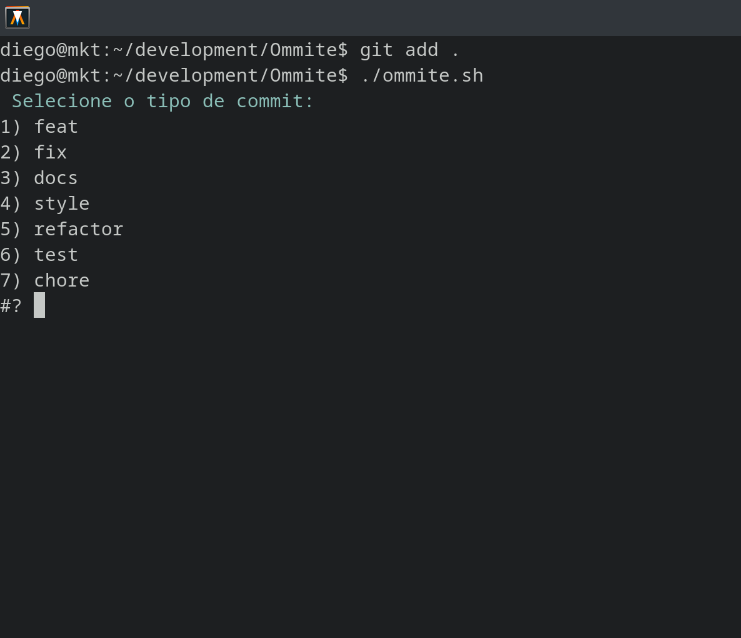 diego@mkt:~/development/Ommite$ git add .
diego@mkt:~/development/Ommite$ ./ommite.sh
Selecione o tipo de commit:
1) feat
2) fix
3) docs
4) style
5) refactor
6) test
7) chore
#?